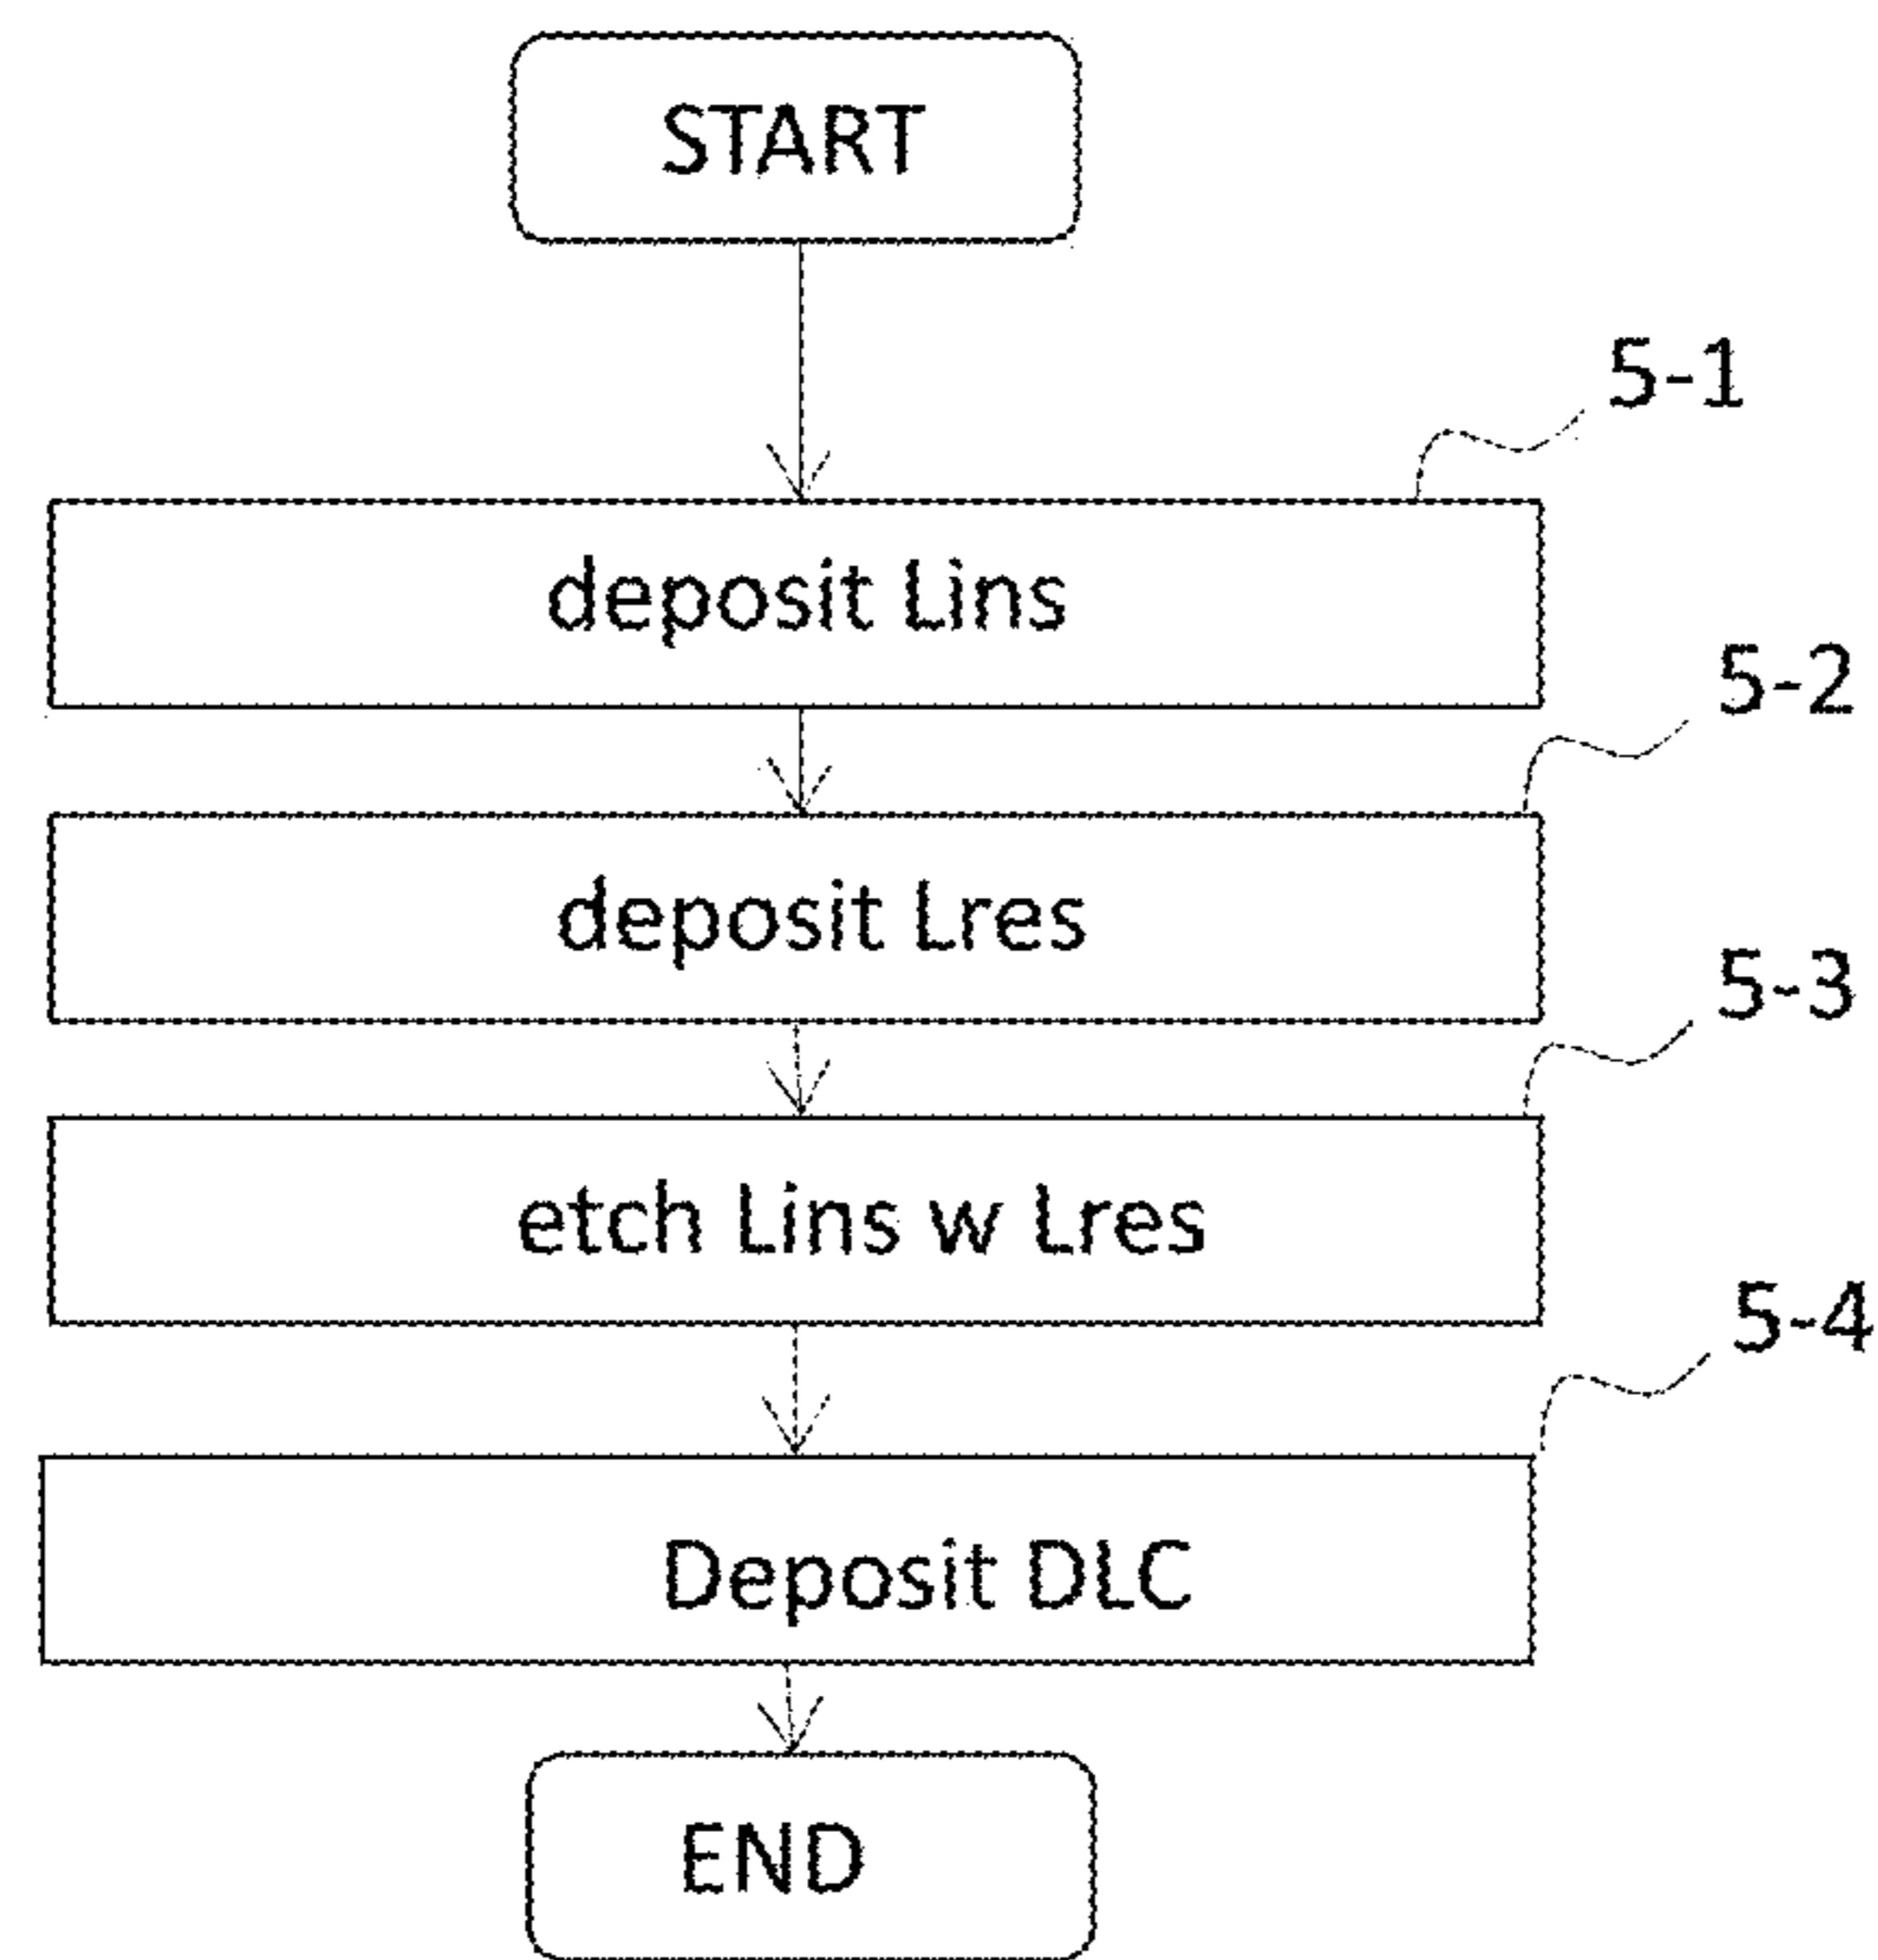 START
5-1
deposit Lins
5-2
deposit Lres
5-3
etch Lins w Lres
5-4
Deposit DLC
END